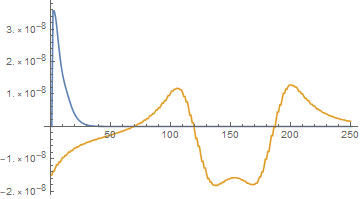 3. × 10⁻⁸
2. × 10⁻⁸
1. × 10⁻⁸
50 100 150 200 250
-1. × 10⁻⁸
-2. × 10⁻⁸